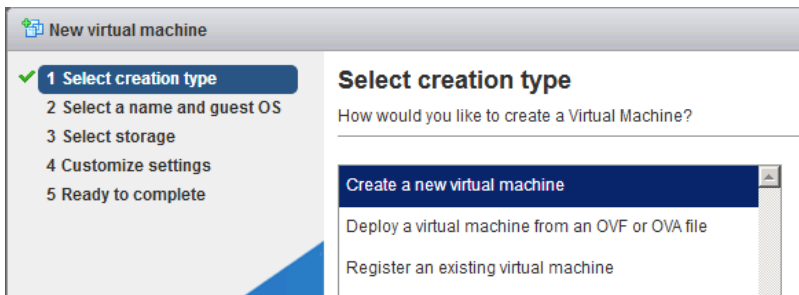 New virtual machine
1 Select creation type
2 Select a name and guest OS
3 Select storage
4 Customize settings
5 Ready to complete
Select creation type
How would you like to create a Virtual Machine?
Create a new virtual machine
Deploy a virtual machine from an OVF or OVA file
Register an existing virtual machine